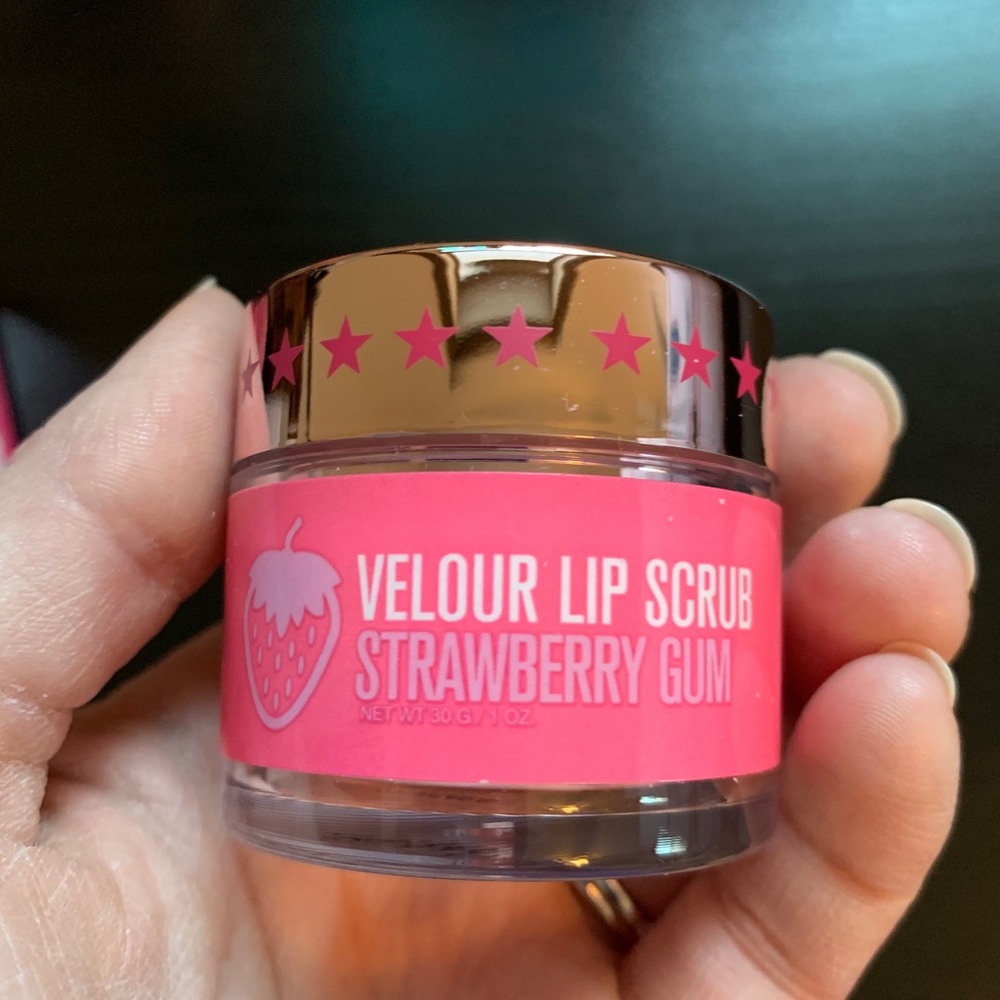 VELOUR LIP SCRUB
STRAWBERRY GUM
NET WT 30 G / 1 OZ.